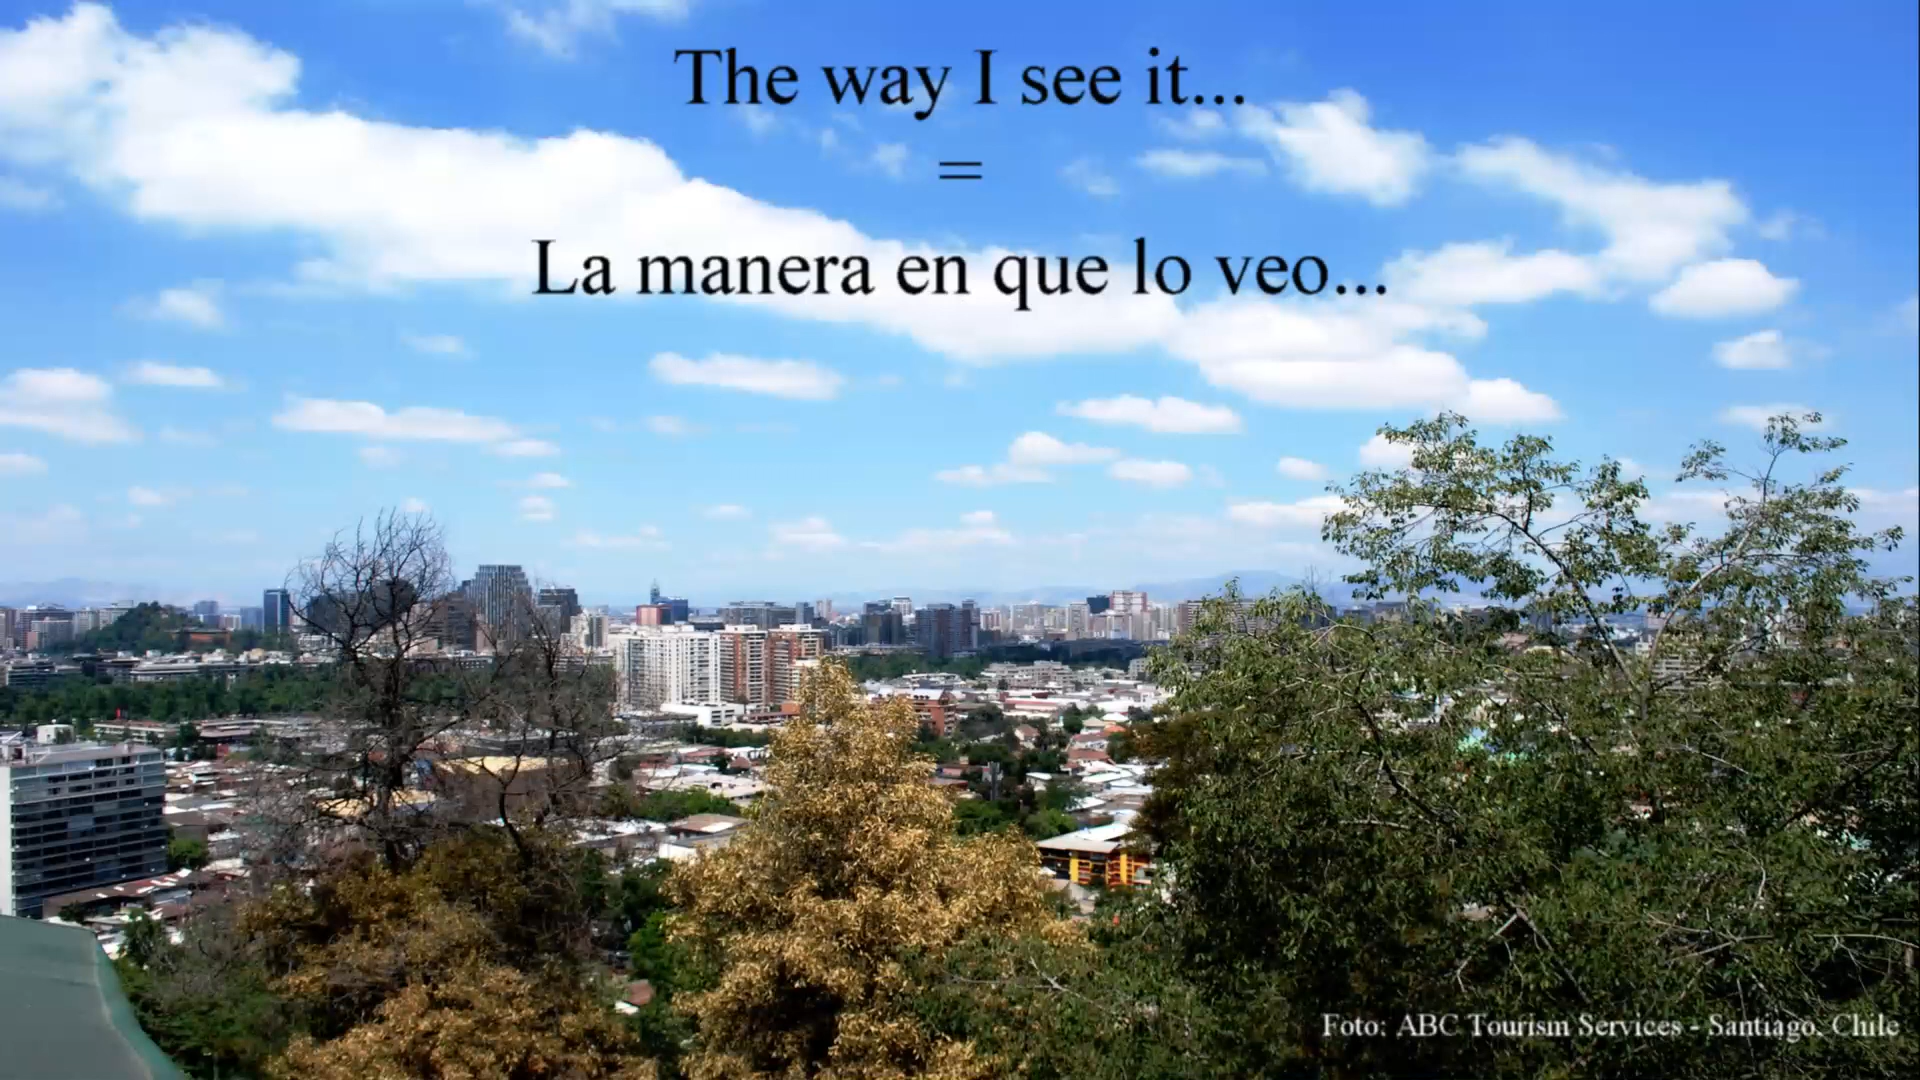 The way I see it...
=
La manera en que lo veo...
Foto: ABC Tourism Services - Santiago, Chile